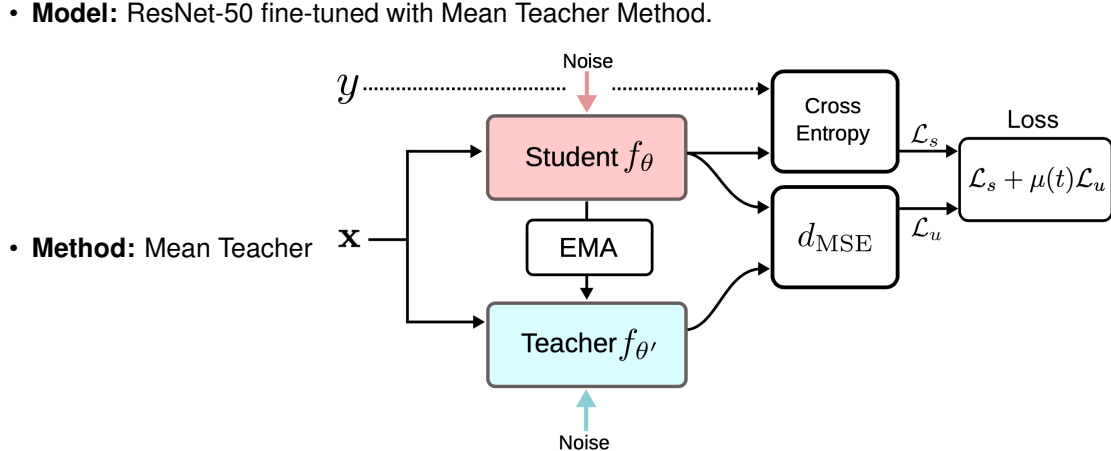 • Model: ResNet-50 fine-tuned with Mean Teacher Method.
Noise
y
Cross
Entropy
Student f_θ
Loss
ℒ_s
ℒ_s + μ(t)ℒ_u
• Method: Mean Teacher
x
EMA
d_MSE
ℒ_u
Teacher f_θ′
Noise